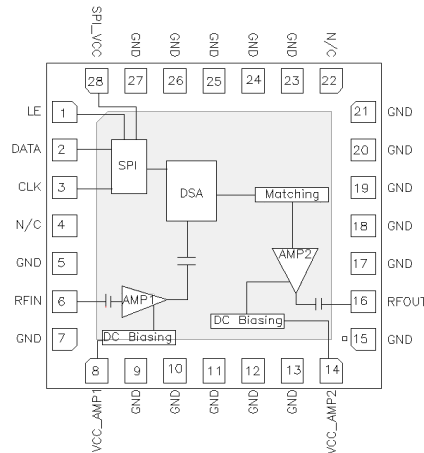 SPI_VCC
GND
GND
GND
GND
GND
N/C
28
27
26
25
24
23
22
LE
1
21
GND
DATA
2
SPI
20
GND
CLK
3
DSA
Matching
19
GND
N/C
4
18
GND
GND
5
AMP2
17
GND
RFIN
6
AMP1
16
RFOUT
DC Biasing
GND
7
DC Biasing
15
GND
8
9
10
11
12
13
14
VCC_AMP1
GND
GND
GND
GND
GND
VCC_AMP2